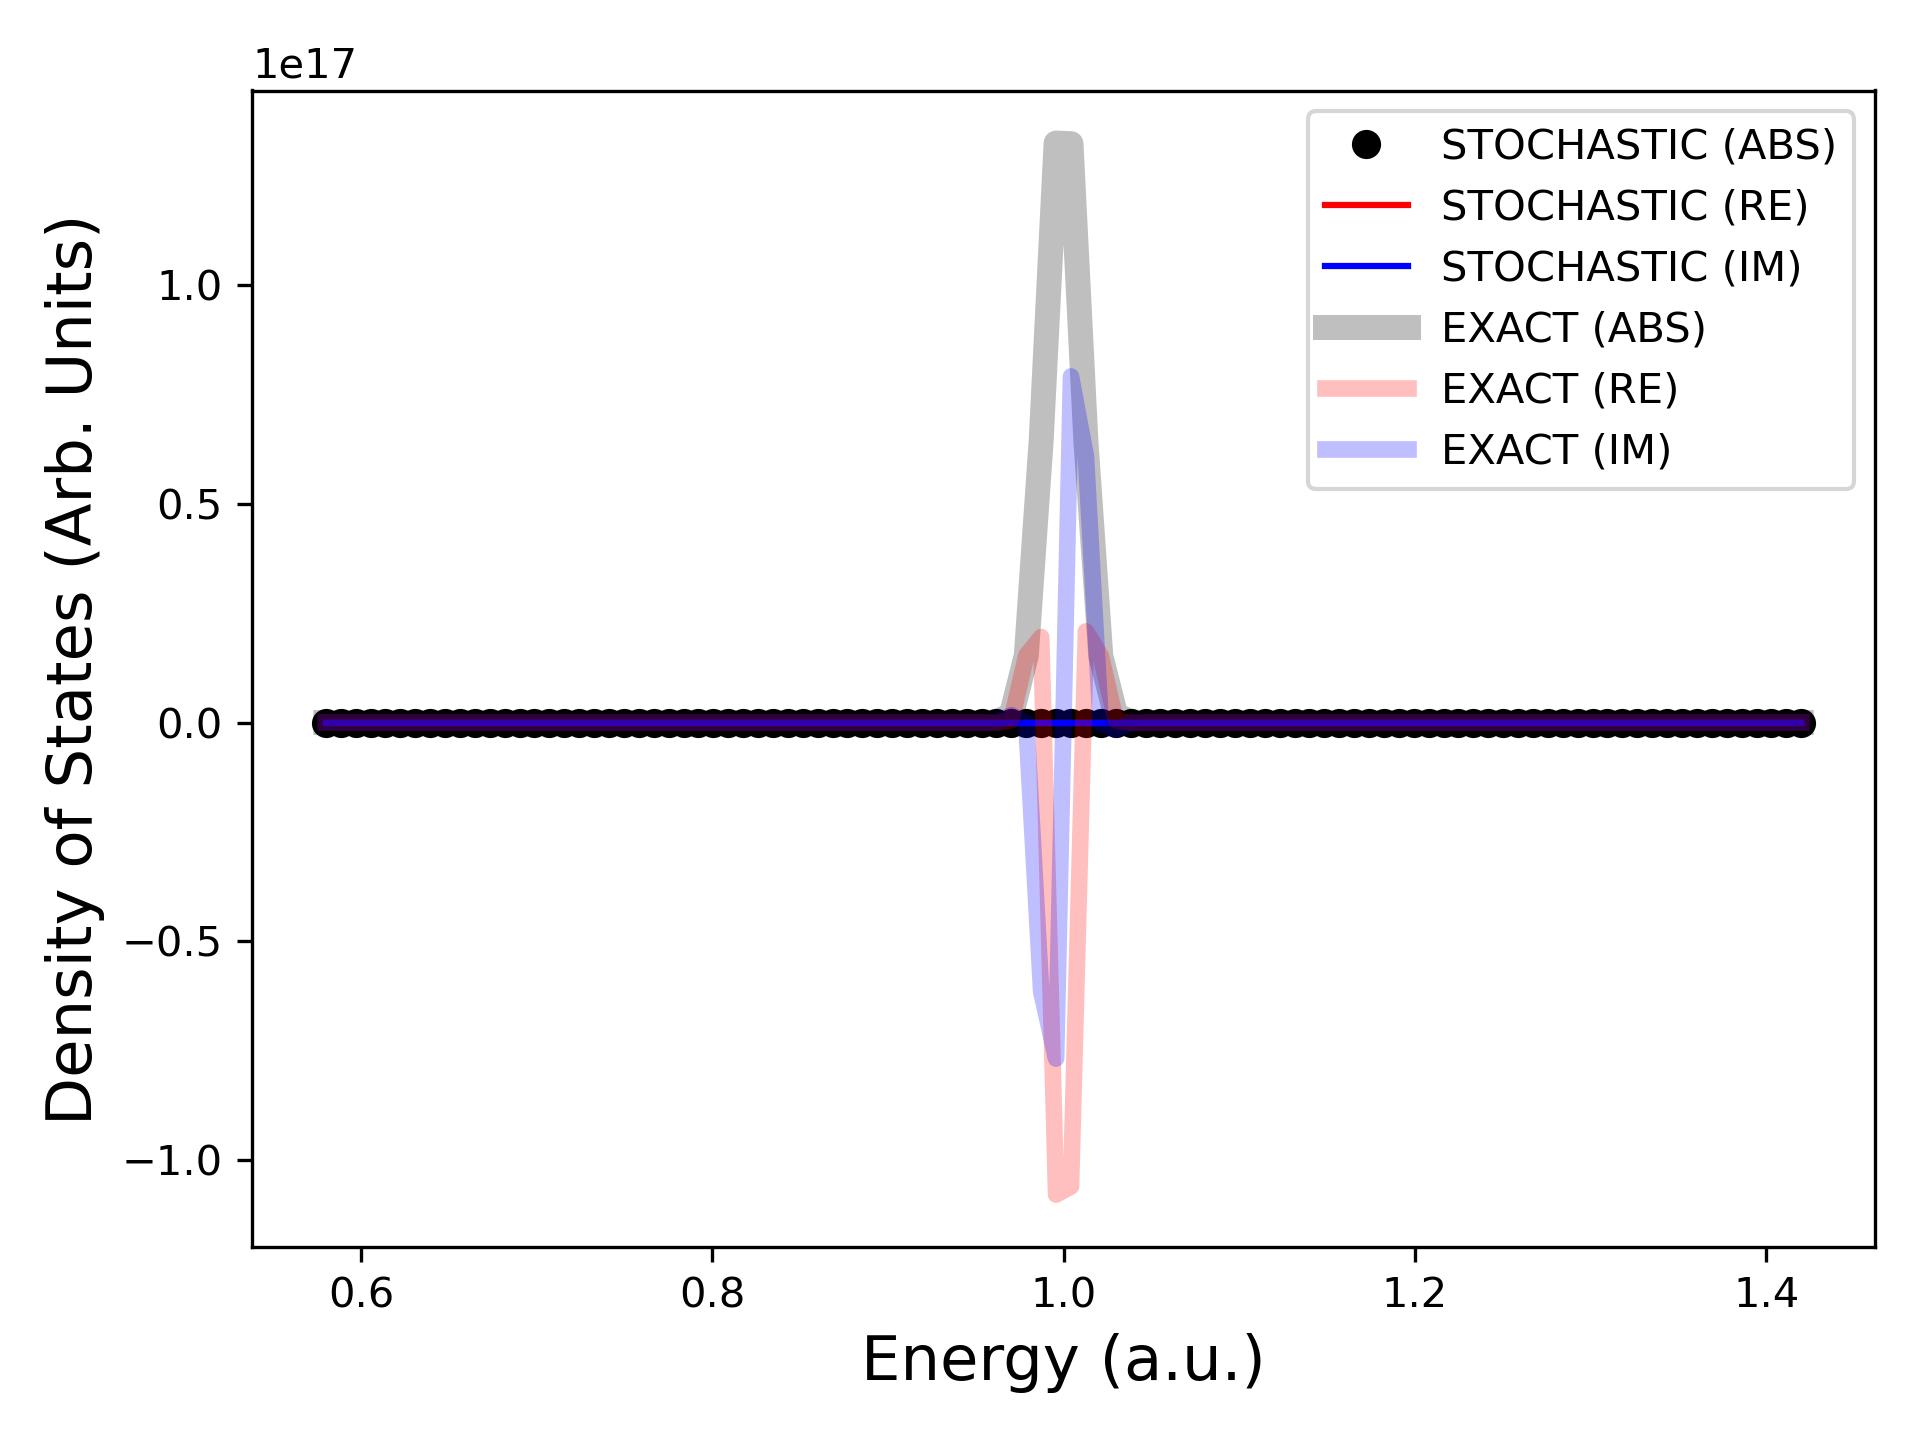 1e17
STOCHASTIC (ABS)
STOCHASTIC (RE)
STOCHASTIC (IM)
EXACT (ABS)
EXACT (RE)
EXACT (IM)
Density of States (Arb. Units)
1.0
0.5
0.0
−0.5
−1.0
0.6 0.8 1.0 1.2 1.4
Energy (a.u.)